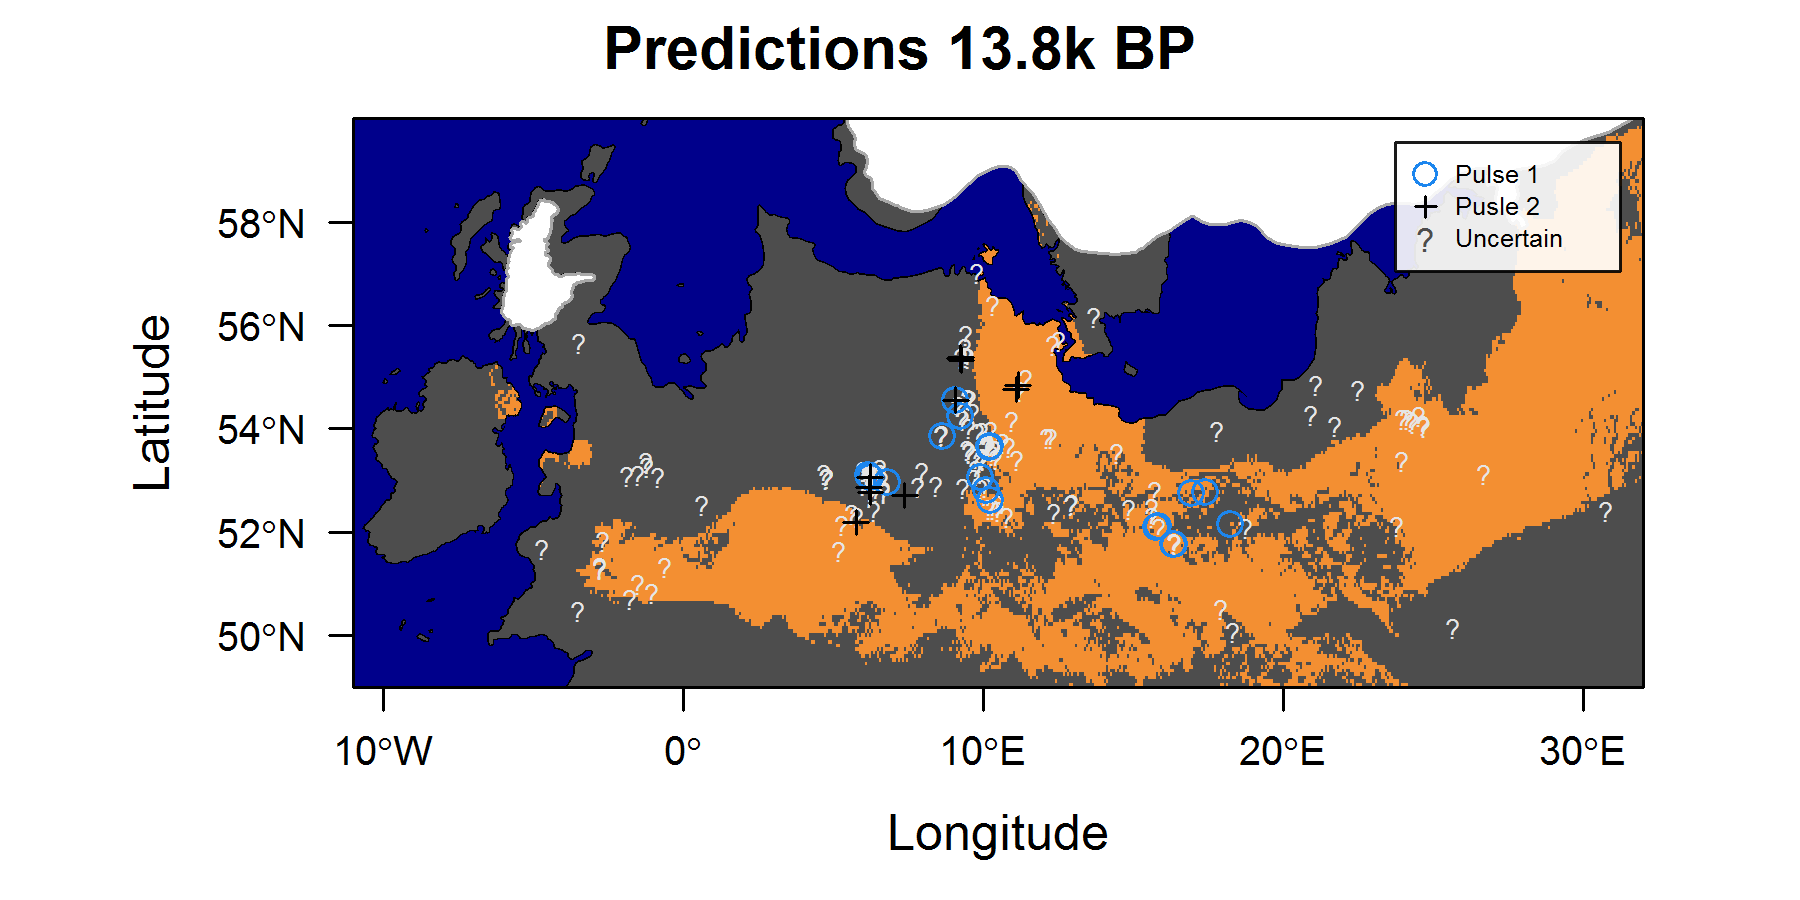 Predictions 13.8k BP
Pulse 1
Pusle 2
? Uncertain
58°N
56°N
54°N
52°N
50°N
Latitude
10°W 0° 10°E 20°E 30°E
Longitude